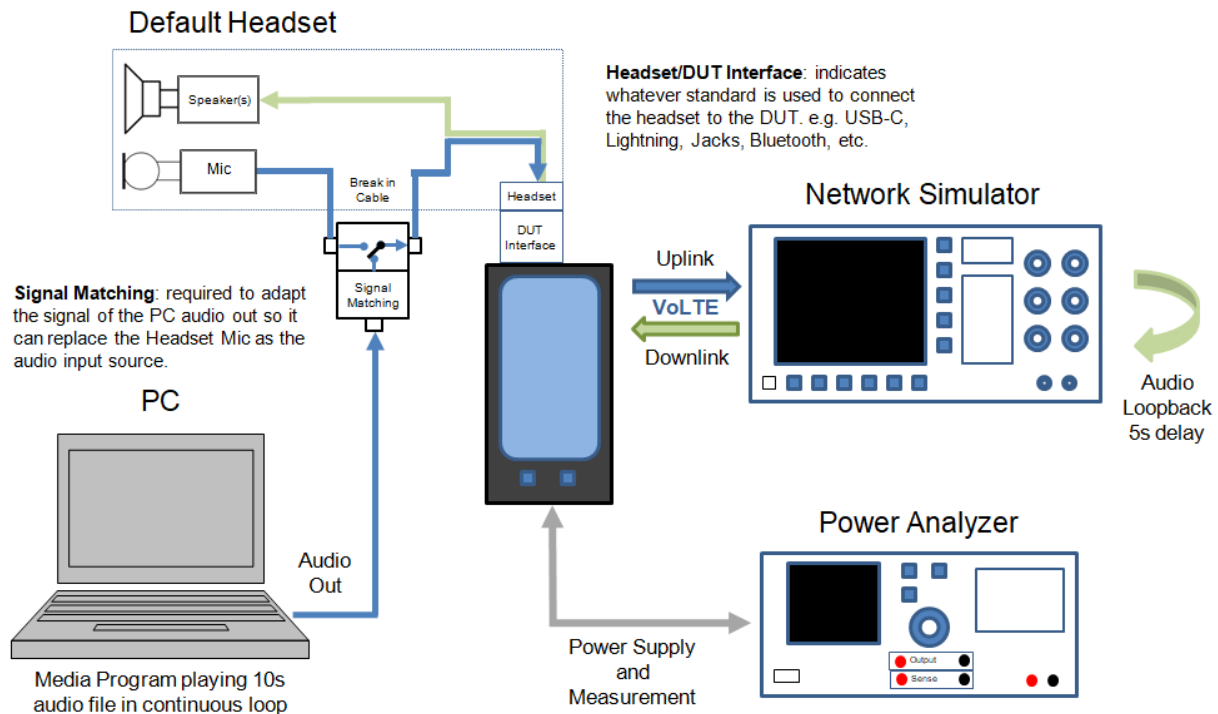 Default Headset
Speaker(s)
Mic
Break in
Cable
Headset
DUT
Interface
Signal
Matching
Headset/DUT Interface: indicates
whatever standard is used to connect
the headset to the DUT. e.g. USB-C,
Lightning, Jacks, Bluetooth, etc.
Network Simulator
Uplink
VoLTE
Downlink
Audio
Loopback
5s delay
Signal Matching: required to adapt
the signal of the PC audio out so it
can replace the Headset Mic as the
audio input source.
PC
Audio
Out
Media Program playing 10s
audio file in continuous loop
Power Analyzer
Output
Sense
Power Supply
and
Measurement